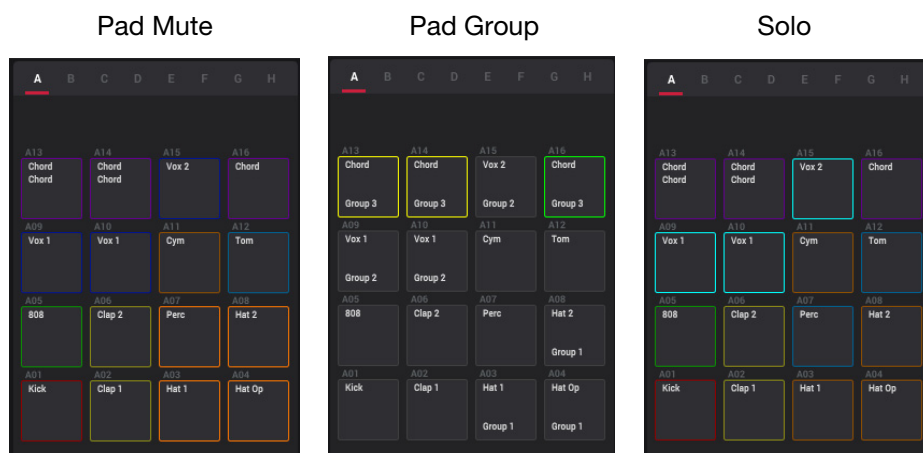 Pad Mute
A B C D E F G H
A13 A14 A15 A16
Chord Chord Vox 2 Chord
Chord Chord
A09 A10 A11 A12
Vox 1 Vox 1 Cym Tom
A05 A06 A07 A08
808 Clap 2 Perc Hat 2
A01 A02 A03 A04
Kick Clap 1 Hat 1 Hat Op
Pad Group
A B C D E F G H
A13 A14 A15 A16
Chord Chord Vox 2 Chord
Group 3 Group 3 Group 2 Group 3
A09 A10 A11 A12
Vox 1 Vox 1 Cym Tom
Group 2 Group 2
A05 A06 A07 A08
808 Clap 2 Perc Hat 2
Group 1
A01 A02 A03 A04
Kick Clap 1 Hat 1 Hat Op
Group 1 Group 1
Solo
A B C D E F G H
A13 A14 A15 A16
Chord Chord Vox 2 Chord
Chord Chord
A09 A10 A11 A12
Vox 1 Vox 1 Cym Tom
A05 A06 A07 A08
808 Clap 2 Perc Hat 2
A01 A02 A03 A04
Kick Clap 1 Hat 1 Hat Op